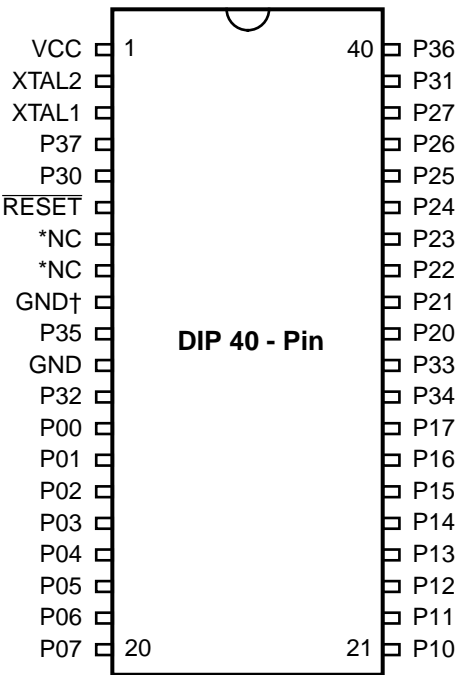 VCC 1 40 P36
XTAL2 P31
XTAL1 P27
P37 P26
P30 P25
RESET P24
*NC P23
*NC P22
GND† P21
P35 P20
DIP 40 - Pin
GND P33
P32 P34
P00 P17
P01 P16
P02 P15
P03 P14
P04 P13
P05 P12
P06 P11
P07 20 21 P10